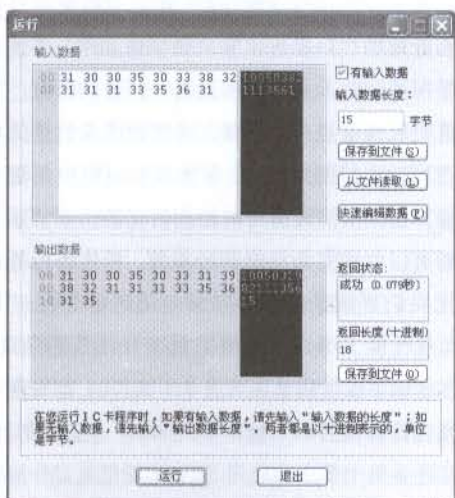 运行
输入数据
00 31 30 30 35 30 33 38 32 10050382
08 31 31 31 33 35 36 31 1113561
有输入数据
输入数据长度：
15 字节
保存到文件(S)
从文件读取(L)
快速编辑数据(P)
输出数据
00 31 30 30 35 30 33 31 39 10050319
08 38 32 31 31 31 33 35 36 82111356
10 31 35 15
返回状态:
成功 (0.079秒)
返回长度(十进制)
18
保存到文件(O)
在您运行IC卡程序时，如果有输入数据，请先输入"输入数据的长度"；如
果无输入数据，请先输入"输出数据长度"，两者都是以十进制表示的，单位
是字节。
运行
退出